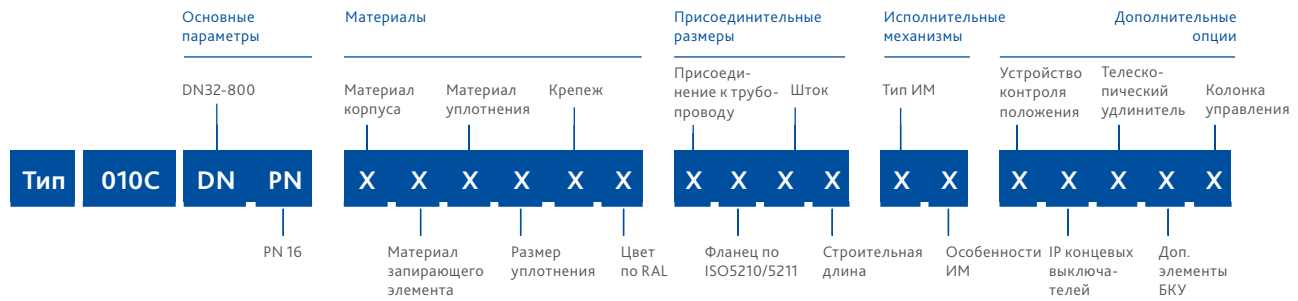 Основные
параметры
Материалы
Присоединительные
размеры
Исполнительные
механизмы
Дополнительные
опции
DN32-800
Материал
корпуса
Материал
уплотнения
Крепеж
Присоеди-
нение к трубо-
проводу
Шток
Тип ИМ
Устройство
контроля
положения
Телеско-
пический
удлинитель
Колонка
управления
Тип 010С DN PN X X X X X X X X X X X X X X X X X
PN 16
Материал
запирающего
элемента
Размер
уплотнения
Цвет
по RAL
Фланец по
ISO5210/5211
Строительная
длина
Особенности
ИМ
IP концевых
выключа-
телей
Доп.
элементы
БКУ